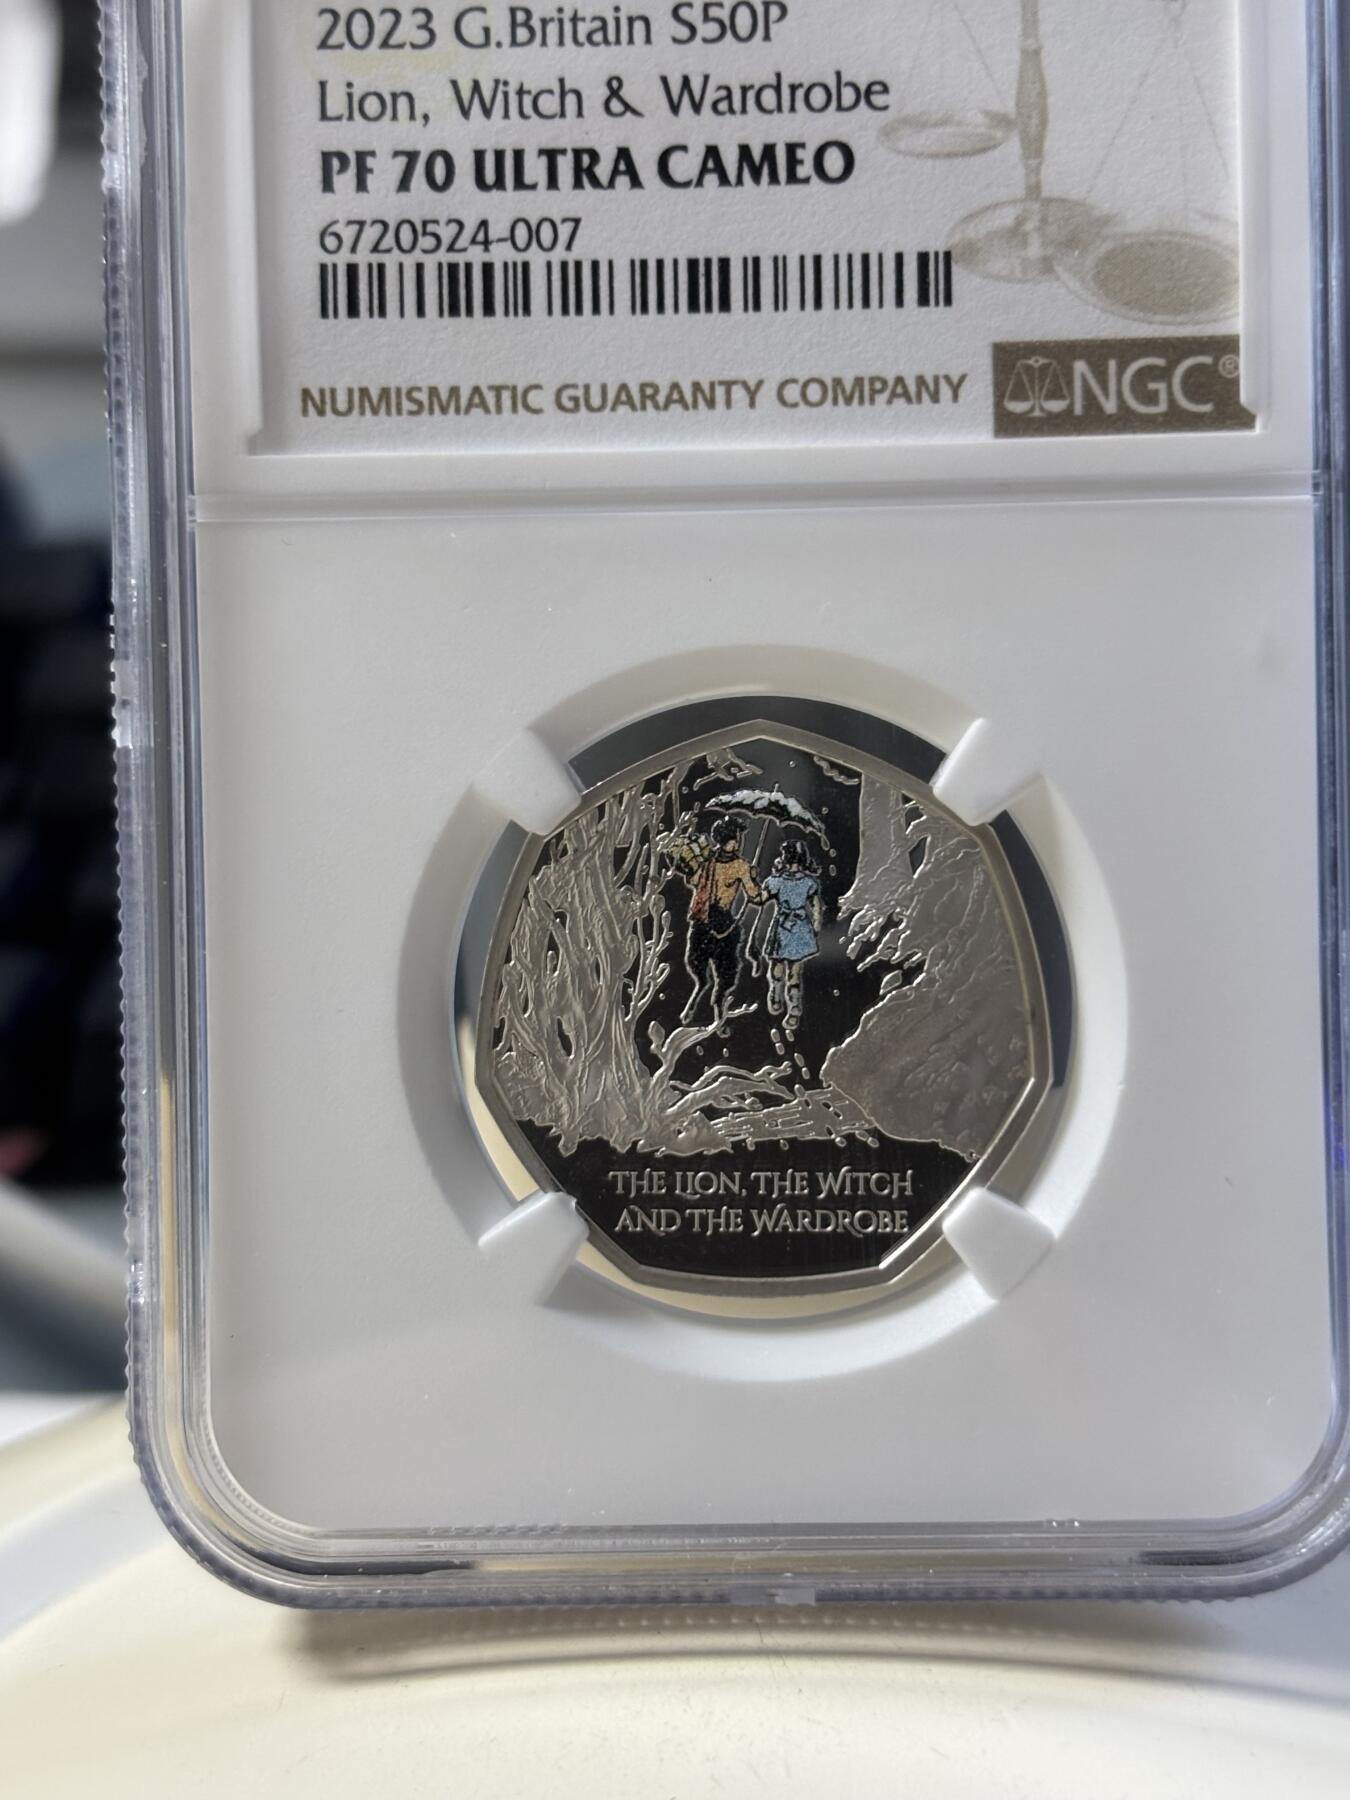 2023 G.Britain S50P
Lion, Witch & Wardrobe
PF 70 ULTRA CAMEO
6720524-007
NUMISMATIC GUARANTY COMPANY
NGC®
THE LION, THE WITCH
AND THE WARDROBE